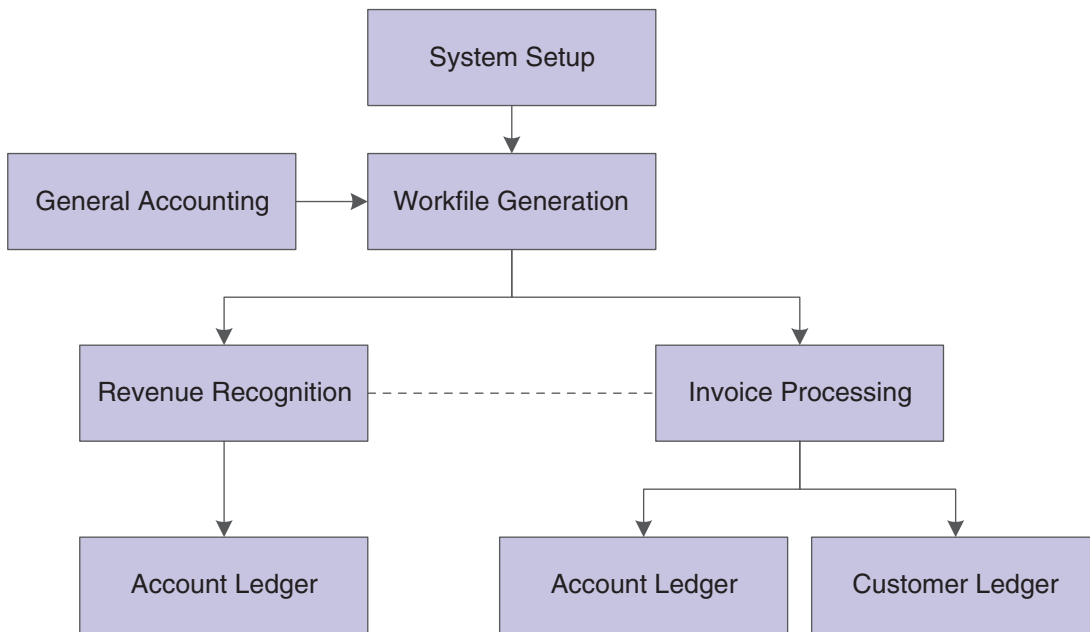 System Setup
General Accounting
Workfile Generation
Revenue Recognition
Invoice Processing
Account Ledger
Account Ledger
Customer Ledger